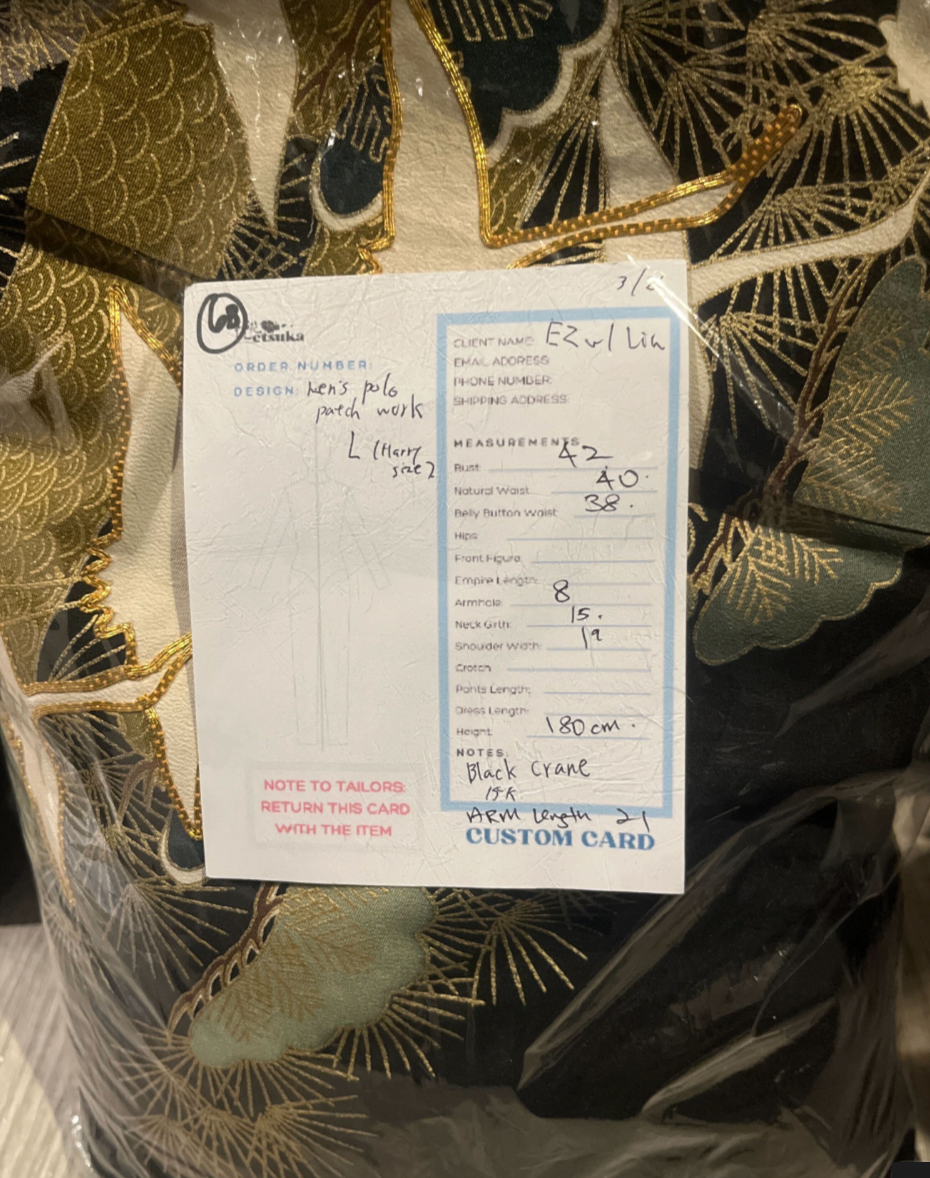 68
etsuka
3/
ORDER NUMBER:
DESIGN: Men's polo
patch work
L (Harry
size)
CLIENT NAME: EZ w/ Lin
EMAIL ADDRESS:
PHONE NUMBER:
SHIPPING ADDRESS:
MEASUREMENTS
Bust: 42
Natural Waist: 40.
Belly Button Waist: 38.
Hips:
Front Figure:
Empire Length:
Armhole: 8
Neck Girth: 15.
Shoulder Width: 19
Crotch:
Pants Length:
Dress Length:
Height: 180cm.
NOTES:
Black Crane
15K
ARM Length 21
CUSTOM CARD
NOTE TO TAILORS:
RETURN THIS CARD
WITH THE ITEM